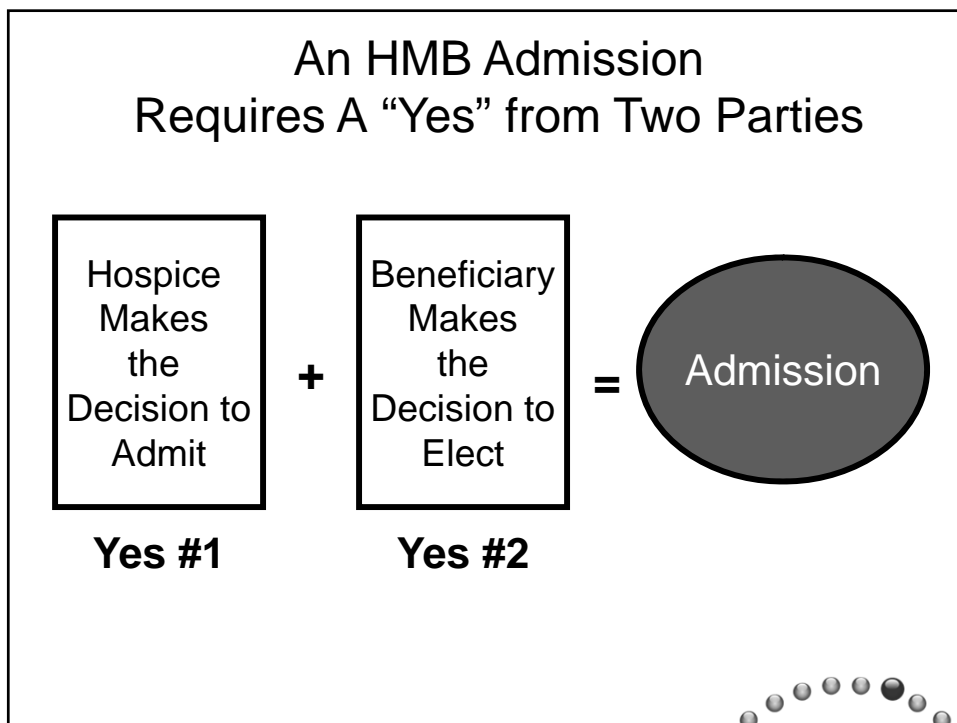 An HMB Admission
Requires A “Yes” from Two Parties
Hospice
Makes
the
Decision to
Admit
+
Beneficiary
Makes
the
Decision to
Elect
=
Admission
Yes #1
Yes #2